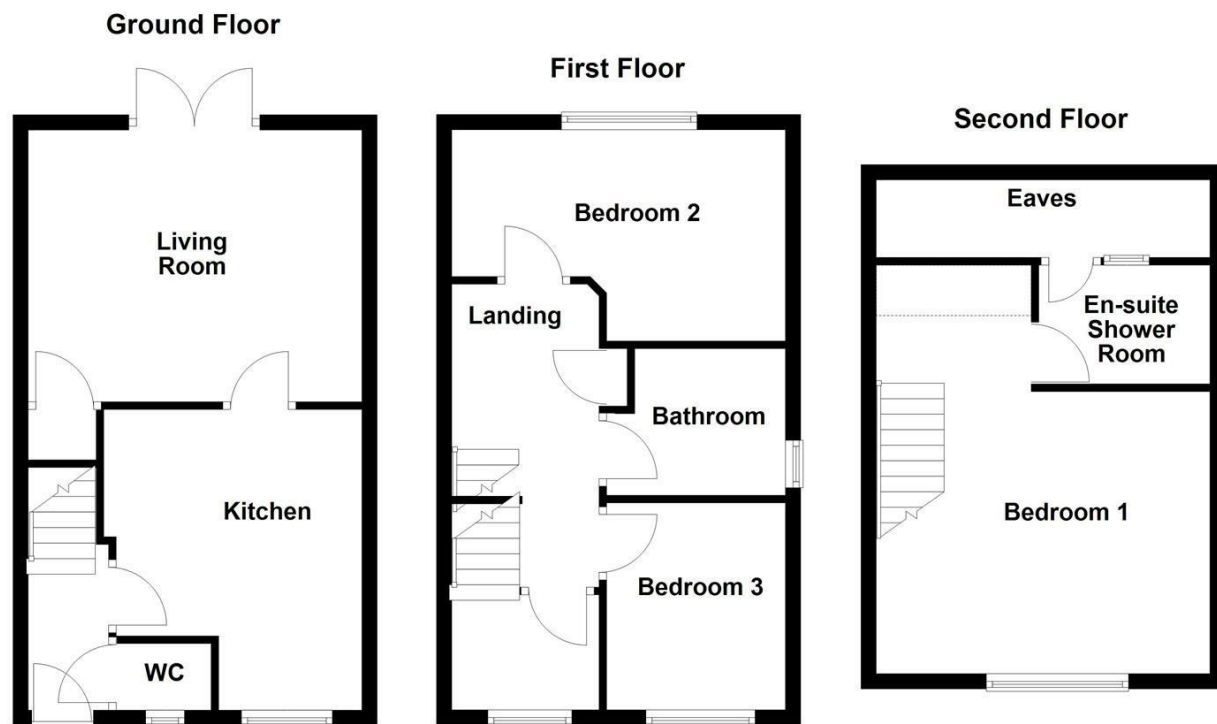 Ground Floor
Living
Room
Kitchen
WC
First Floor
Bedroom 2
Landing
Bathroom
Bedroom 3
Second Floor
Eaves
En-suite
Shower
Room
Bedroom 1